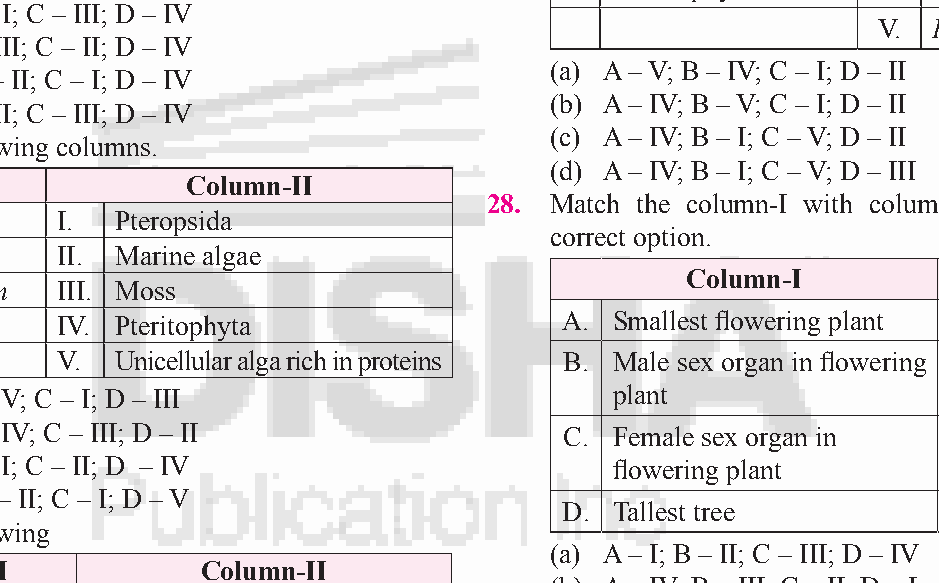 I; C – III; D – IV
III; C – II; D – IV
– II; C – I; D – IV
II; C – III; D – IV
wing columns.
Column-II
I. Pteropsida
II. Marine algae
III. Moss
IV. Pteritophyta
V. Unicellular alga rich in proteins
V; C – I; D – III
IV; C – III; D – II
I; C – II; D – IV
– II; C – I; D – V
wing
Column-II
V.
(a) A – V; B – IV; C – I; D – II
(b) A – IV; B – V; C – I; D – II
(c) A – IV; B – I; C – V; D – II
(d) A – IV; B – I; C – V; D – III
28. Match the column-I with colum
correct option.
Column-I
A. Smallest flowering plant
B. Male sex organ in flowering
plant
C. Female sex organ in
flowering plant
D. Tallest tree
(a) A – I; B – II; C – III; D – IV
DISHA
Publication Inc